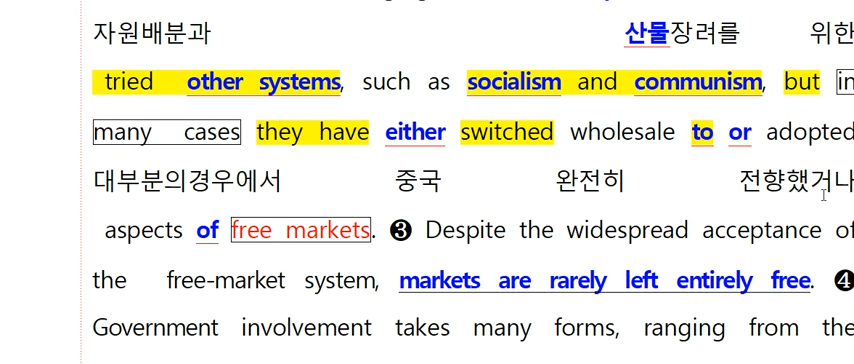 자원배분과 산물장려를 위한
tried other systems, such as socialism and communism, but in
many cases they have either switched wholesale to or adopted
대부분의경우에서 중국 완전히 전향했거나
aspects of free markets. ❸ Despite the widespread acceptance of
the free-market system, markets are rarely left entirely free. ❹
Government involvement takes many forms, ranging from the